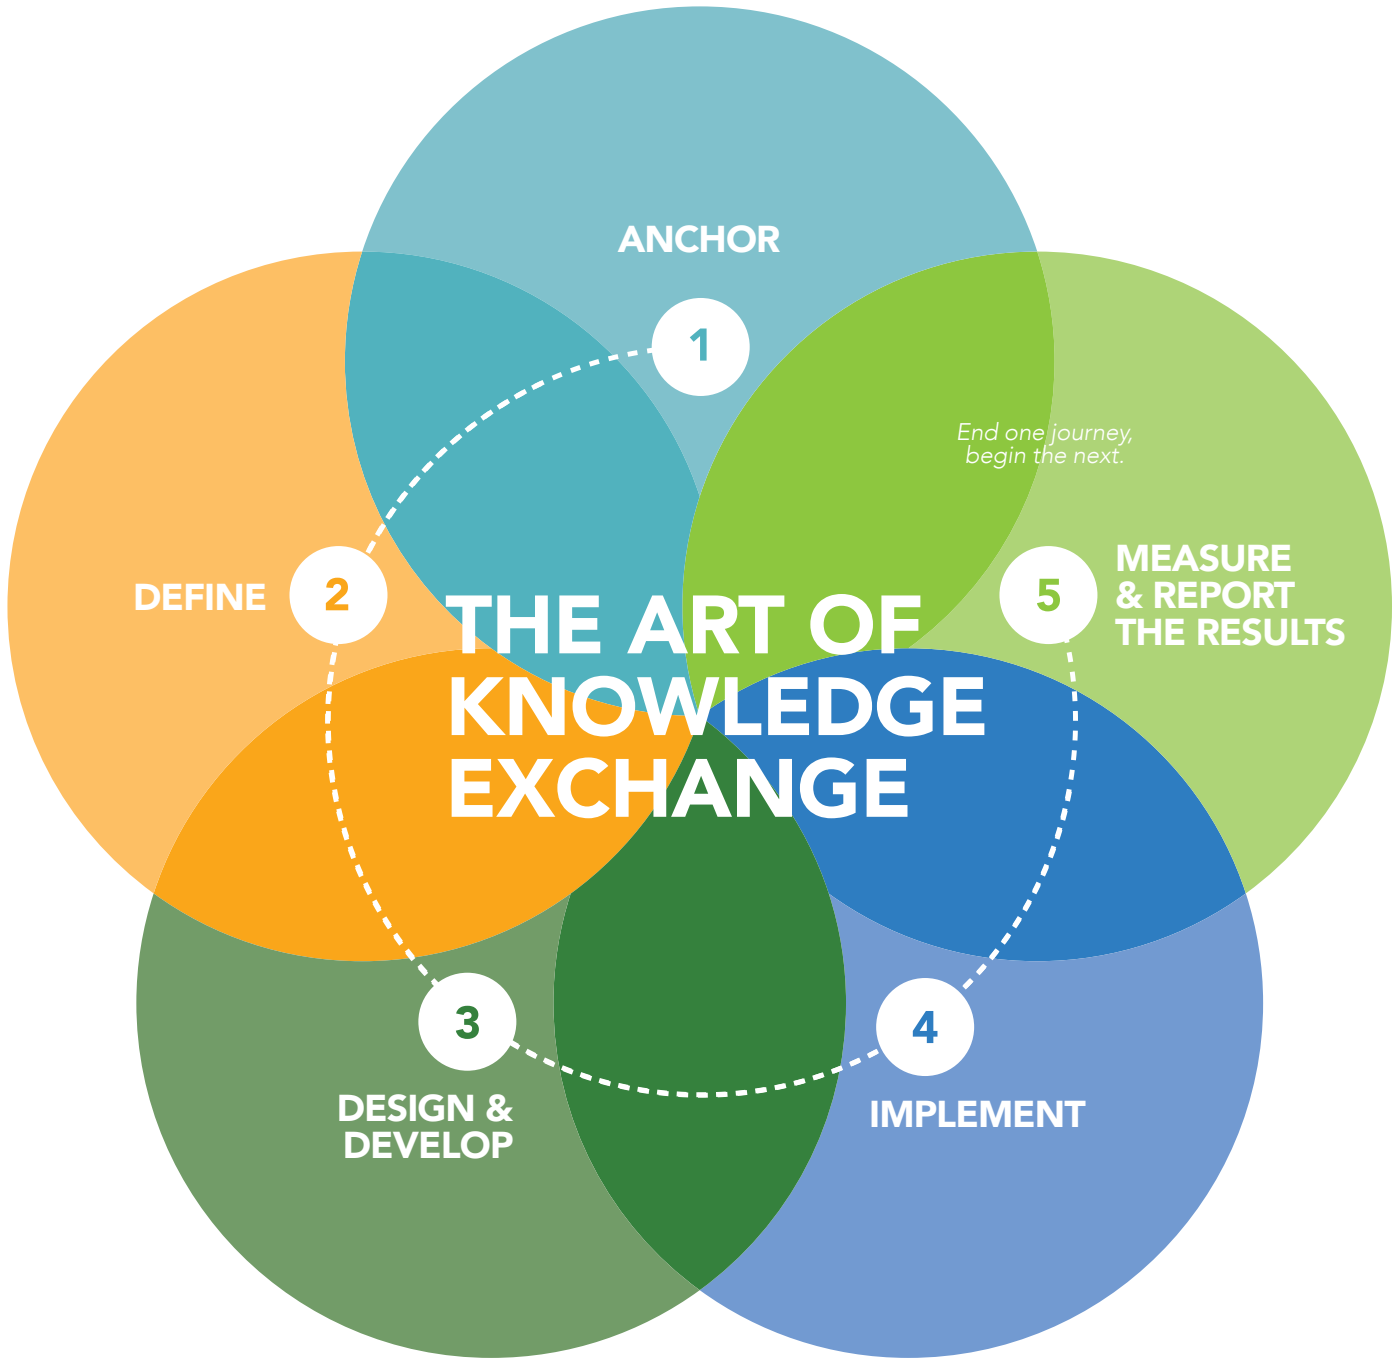 ANCHOR
1
End one journey,
begin the next.
DEFINE
2
5
MEASURE
& REPORT
THE RESULTS
THE ART OF
KNOWLEDGE
EXCHANGE
3
DESIGN &
DEVELOP
4
IMPLEMENT